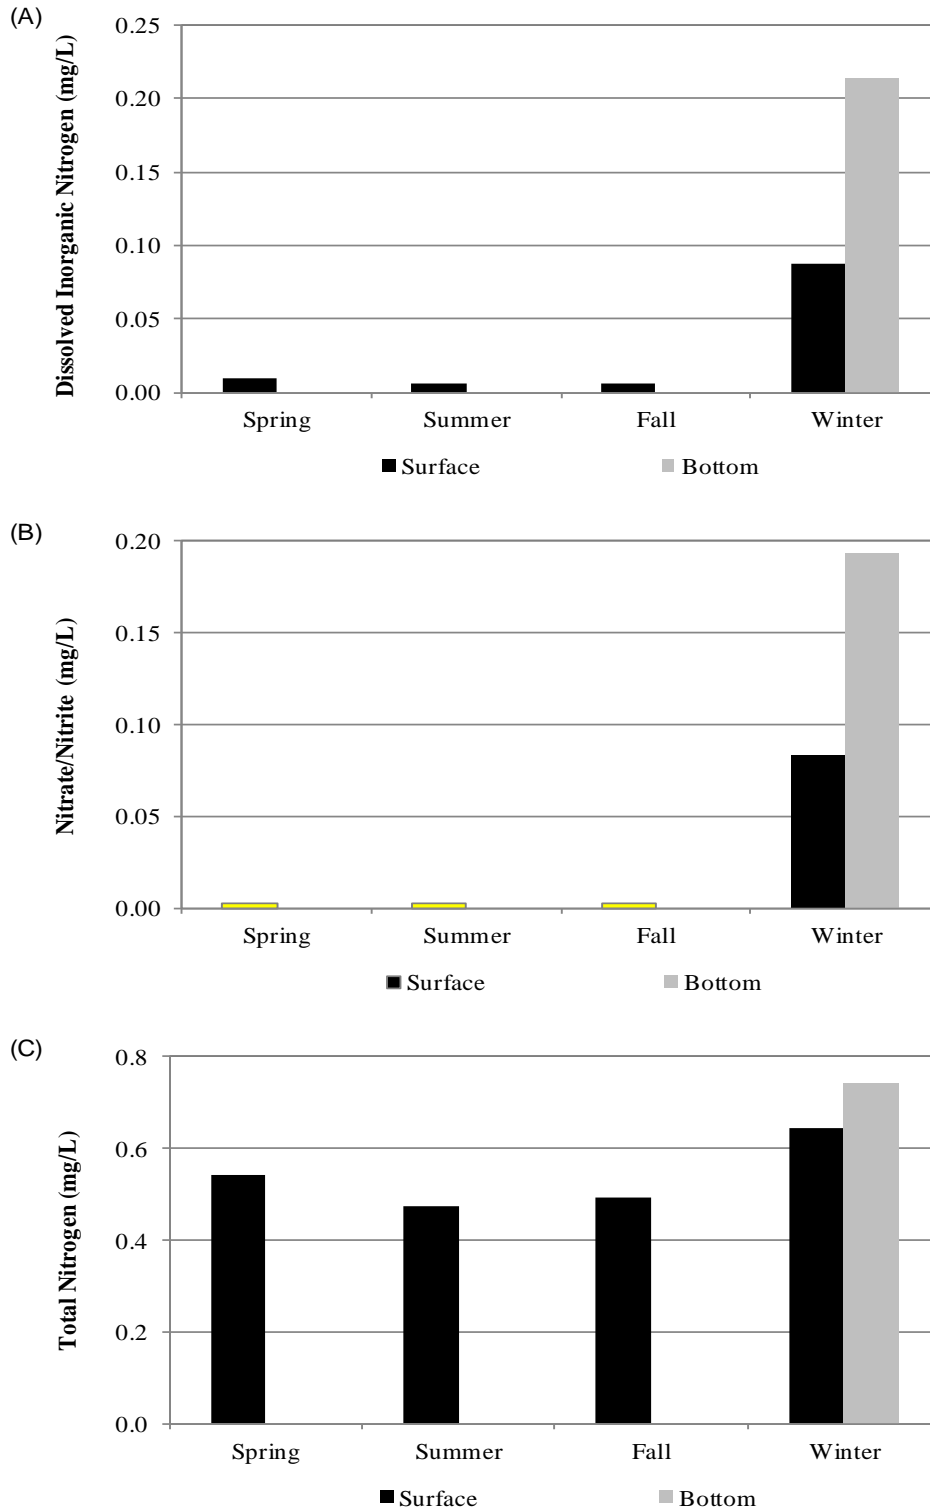 (A)
Dissolved Inorganic Nitrogen (mg/L)
0.25
0.20
0.15
0.10
0.05
0.00
Spring Summer Fall Winter
Surface Bottom
(B)
Nitrate/Nitrite (mg/L)
0.20
0.15
0.10
0.05
0.00
Spring Summer Fall Winter
Surface Bottom
(C)
Total Nitrogen (mg/L)
0.8
0.6
0.4
0.2
0.0
Spring Summer Fall Winter
Surface Bottom